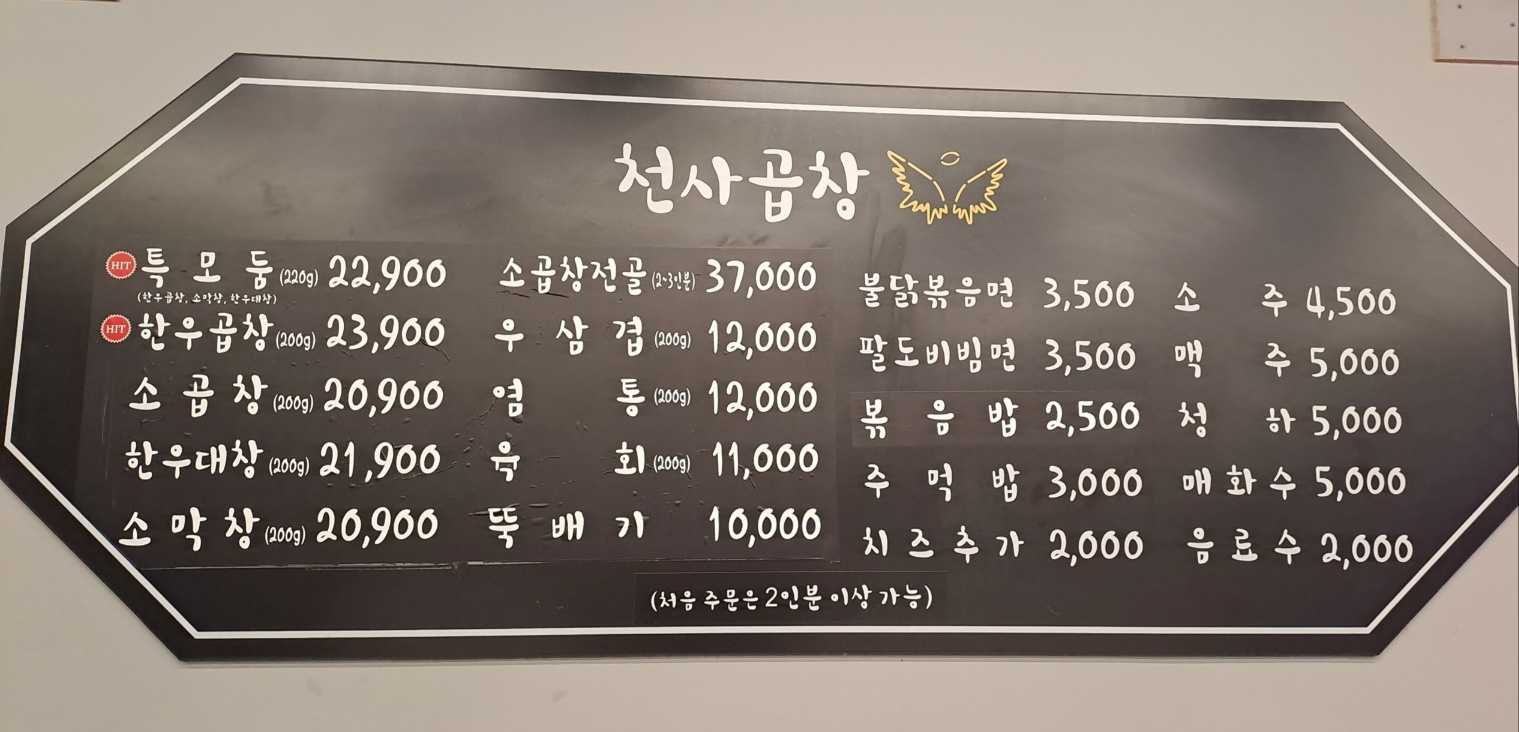 천사곱창
HIT 특모둠 (220g) 22,900
(한우곱창, 소막창, 한우대창)
HIT 한우곱창 (200g) 23,900
소곱창 (200g) 20,900
한우대창 (200g) 21,900
소막창 (200g) 20,900
소곱창전골 (2~3인분) 37,000
우삼겹 (200g) 12,000
염통 (200g) 12,000
육회 (200g) 11,000
뚝배기 10,000
불닭볶음면 3,500
팔도비빔면 3,500
볶음밥 2,500
주먹밥 3,000
치즈추가 2,000
소주 4,500
맥주 5,000
청하 5,000
매화수 5,000
음료수 2,000
(처음 주문은 2인분 이상 가능)